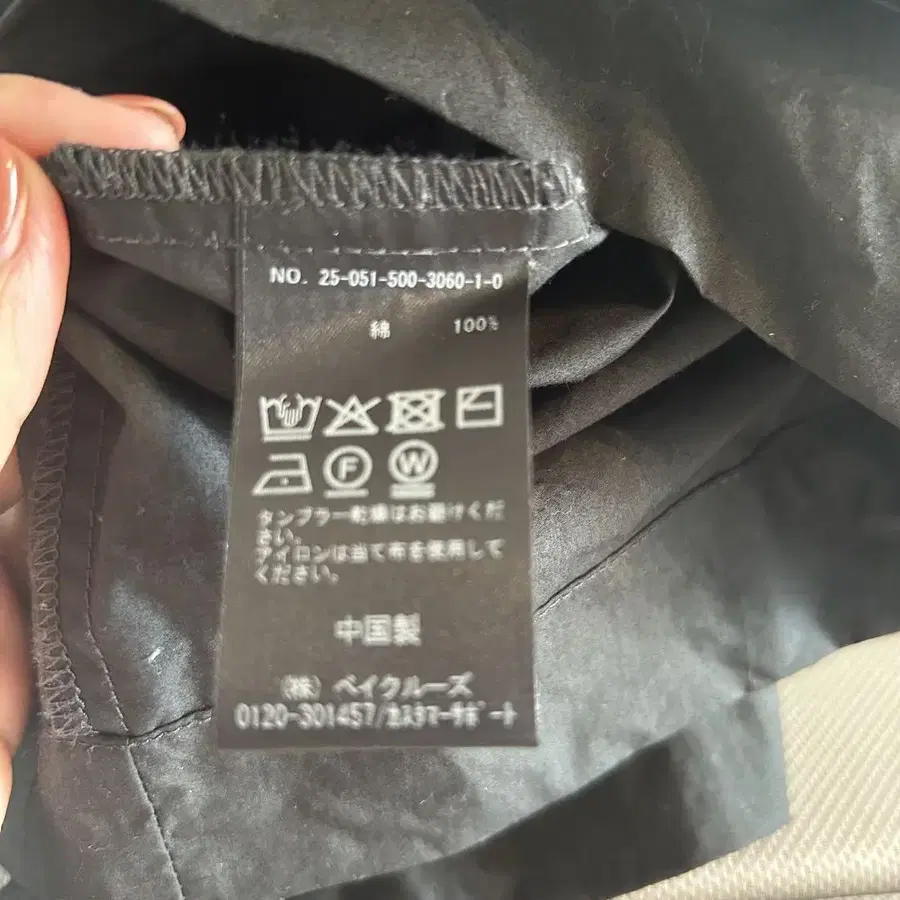 NO. 25-051-500-3060-1-0
綿 100%
F W
タンブラー乾燥はお避けくだ
さい。
アイロンは当て布を使用して
ください。
中国製
(株) ベイクルーズ
0120-301457/カスタマーサポート